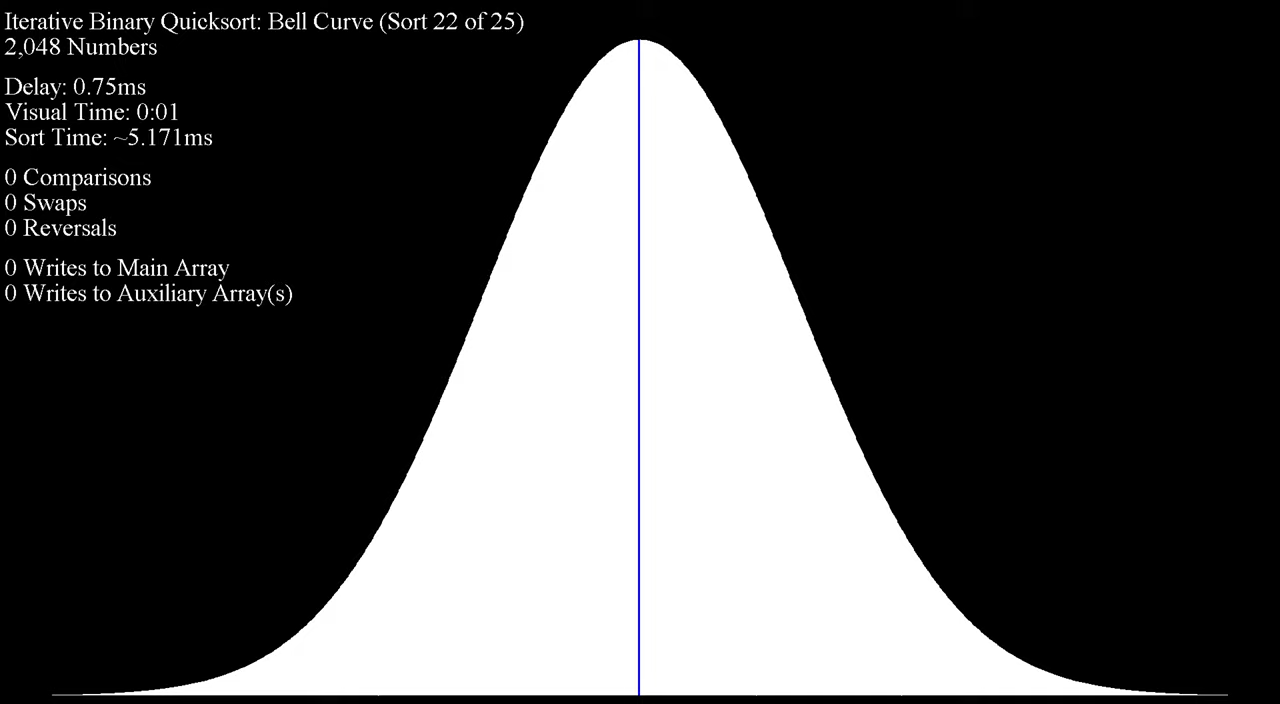 Iterative Binary Quicksort: Bell Curve (Sort 22 of 25)
2,048 Numbers
Delay: 0.75ms
Visual Time: 0:01
Sort Time: ~5.171ms
0 Comparisons
0 Swaps
0 Reversals
0 Writes to Main Array
0 Writes to Auxiliary Array(s)